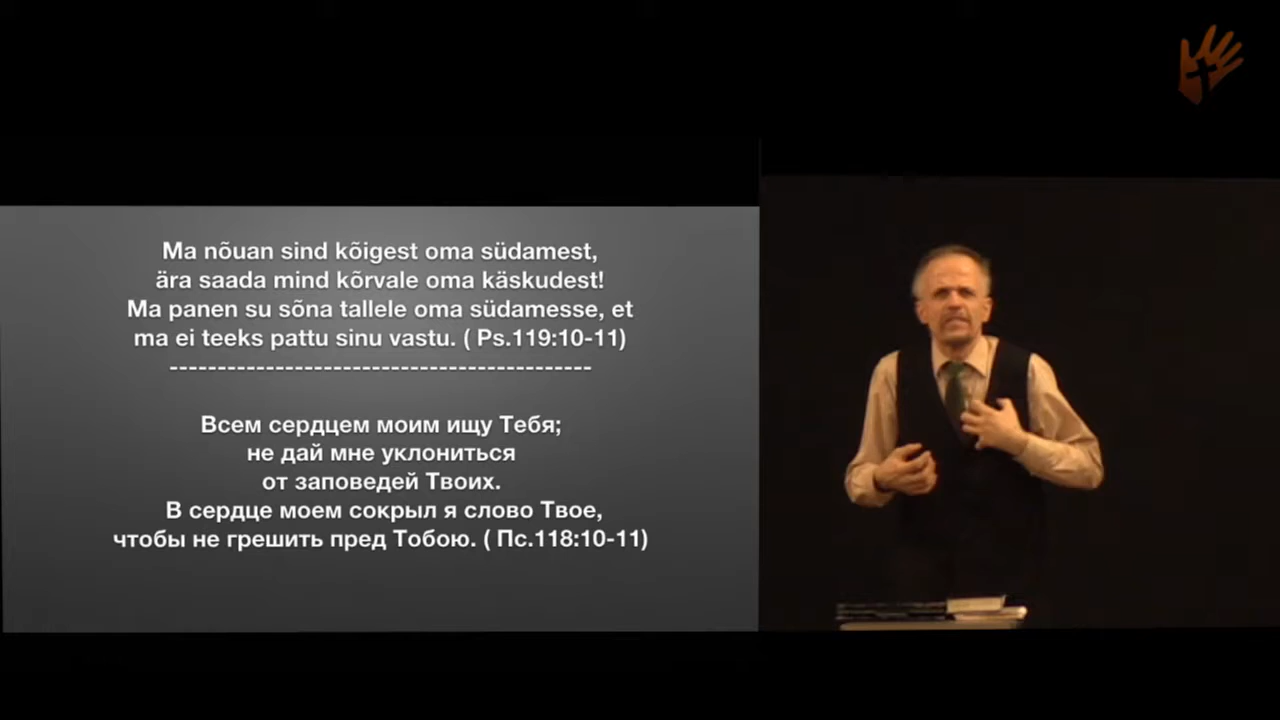 Ma nõuan sind kõigest oma südamest,
ära saada mind kõrvale oma käskudest!
Ma panen su sõna tallele oma südamesse, et
ma ei teeks pattu sinu vastu. ( Ps.119:10-11)
--------------------------------------------
Всем сердцем моим ищу Тебя;
не дай мне уклониться
от заповедей Твоих.
В сердце моем сокрыл я слово Твое,
чтобы не грешить пред Тобою. ( Пс.118:10-11)